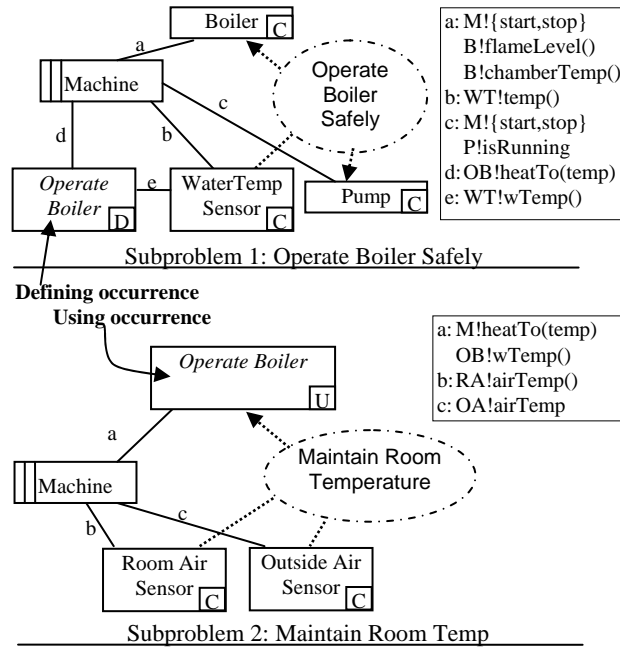 Boiler
C
a
Machine
Operate
Boiler
Safely
c
b
d
Operate
Boiler
D
e
WaterTemp
Sensor
C
Pump
C
a: M!{start,stop}
B!flameLevel()
B!chamberTemp()
b: WT!temp()
c: M!{start,stop}
P!isRunning
d: OB!heatTo(temp)
e: WT!wTemp()
Subproblem 1: Operate Boiler Safely
Defining occurrence
Using occurrence
Operate Boiler
U
a: M!heatTo(temp)
OB!wTemp()
b: RA!airTemp()
c: OA!airTemp
a
Maintain Room
Temperature
Machine
b
c
Room Air
Sensor
C
Outside Air
Sensor
C
Subproblem 2: Maintain Room Temp